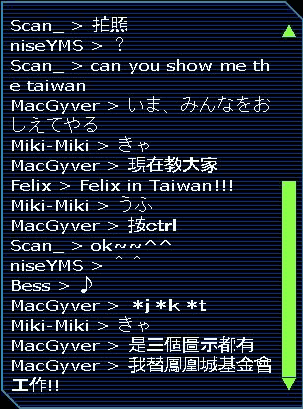 Scan_ > 拍照
niseYMS > ?
Scan_ > can you show me th
e taiwan
MacGyver > いま、みんなをお
しえてやる
Miki-Miki > きゃ
MacGyver > 現在教大家
Felix > Felix in Taiwan!!!
Miki-Miki > うふ
MacGyver > 按ctrl
Scan_ > ok~~^^
niseYMS > ^ ^
Bess > ♪
MacGyver > *j *k *t
Miki-Miki > きゃ
MacGyver > 是三個圖示都有
MacGyver > 我替鳳凰城基金會
工作!!